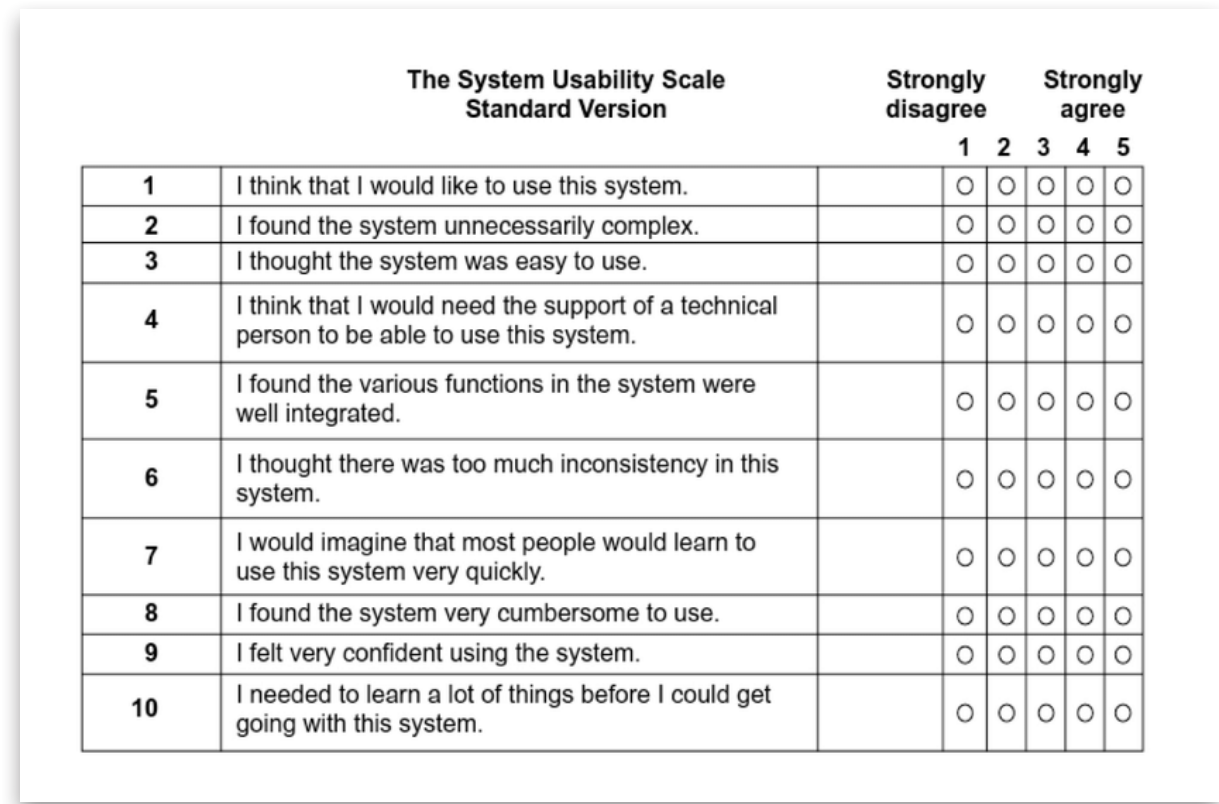 The System Usability Scale
Standard Version
Strongly disagree
Strongly agree
1 2 3 4 5
1 I think that I would like to use this system.
2 I found the system unnecessarily complex.
3 I thought the system was easy to use.
4 I think that I would need the support of a technical
person to be able to use this system.
5 I found the various functions in the system were
well integrated.
6 I thought there was too much inconsistency in this
system.
7 I would imagine that most people would learn to
use this system very quickly.
8 I found the system very cumbersome to use.
9 I felt very confident using the system.
10 I needed to learn a lot of things before I could get
going with this system.